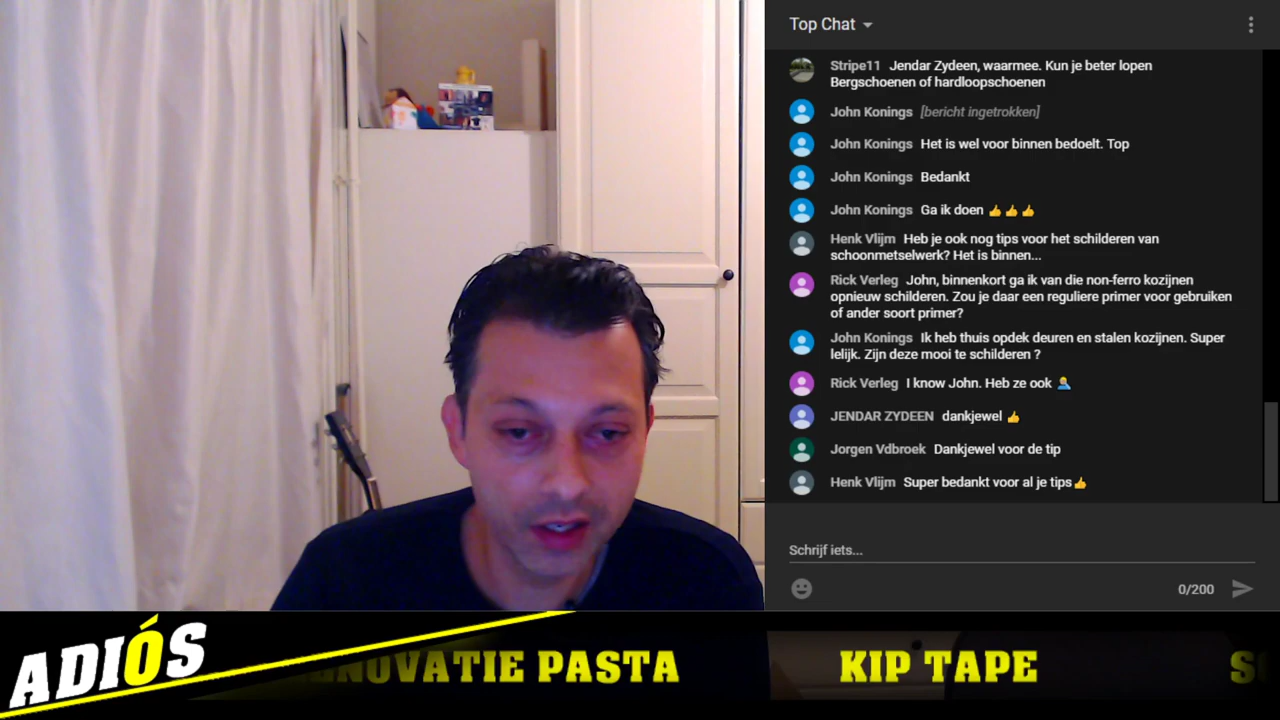 Top Chat
Stripe11 Jendar Zydeen, waarmee. Kun je beter lopen
Bergschoenen of hardloopschoenen
John Konings [bericht ingetrokken]
John Konings Het is wel voor binnen bedoelt. Top
John Konings Bedankt
John Konings Ga ik doen 👍👍👍
Henk Vlijm Heb je ook nog tips voor het schilderen van
schoonmetselwerk? Het is binnen...
Rick Verleg John, binnenkort ga ik van die non-ferro kozijnen
opnieuw schilderen. Zou je daar een reguliere primer voor gebruiken
of ander soort primer?
John Konings Ik heb thuis opdek deuren en stalen kozijnen. Super
lelijk. Zijn deze mooi te schilderen ?
Rick Verleg I know John. Heb ze ook 🤦‍♂️
JENDAR ZYDEEN dankjewel 👍
Jorgen Vdbroek Dankjewel voor de tip
Henk Vlijm Super bedankt voor al je tips👍
Schrijf iets...
0/200
ADIÓS
PASTA KIP TAPE